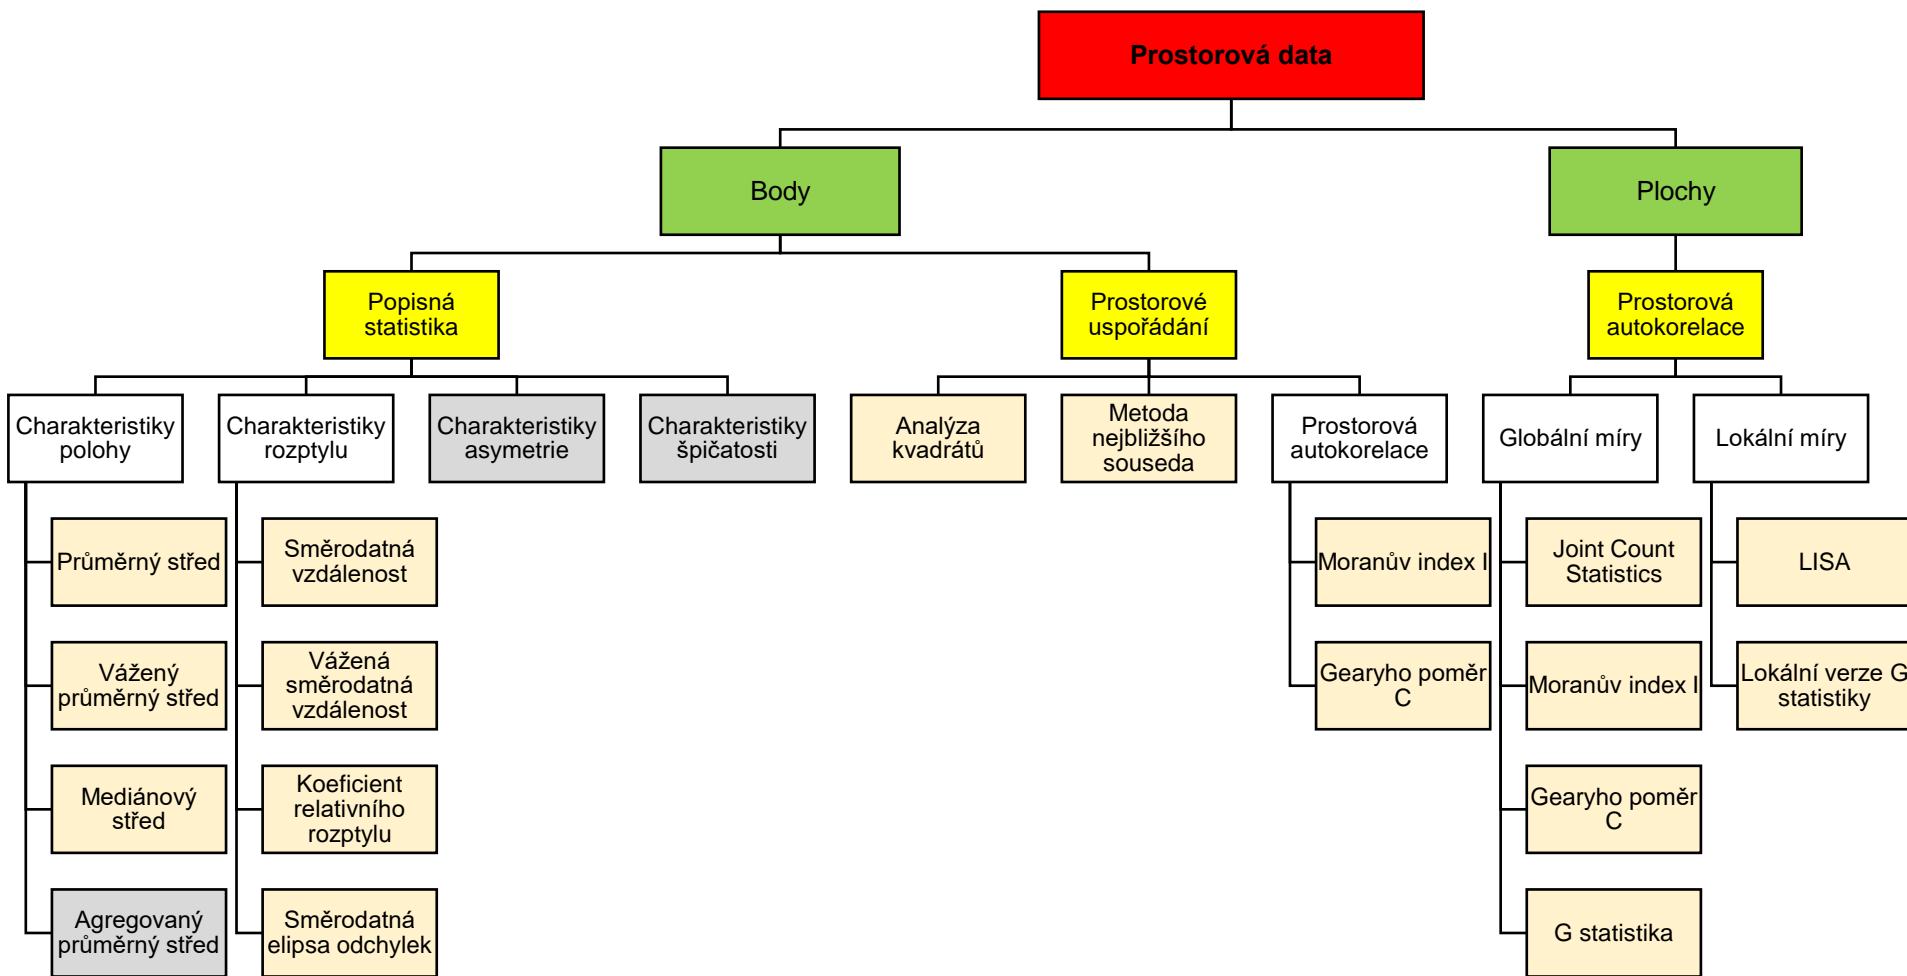 Prostorová data
Body
Plochy
Popisná
statistika
Prostorové
uspořádání
Prostorová
autokorelace
Charakteristiky
polohy
Charakteristiky
rozptylu
Charakteristiky
asymetrie
Charakteristiky
špičatosti
Analýza
kvadrátů
Metoda
nejbližšího
souseda
Prostorová
autokorelace
Globální míry
Lokální míry
Průměrný střed
Směrodatná
vzdálenost
Moranův index I
Joint Count
Statistics
LISA
Vážený
průměrný střed
Vážená
směrodatná
vzdálenost
Gearyho poměr
C
Moranův index I
Lokální verze G
statistiky
Mediánový
střed
Koeficient
relativního
rozptylu
Gearyho poměr
C
Agregovaný
průměrný střed
Směrodatná
elipsa odchylek
G statistika